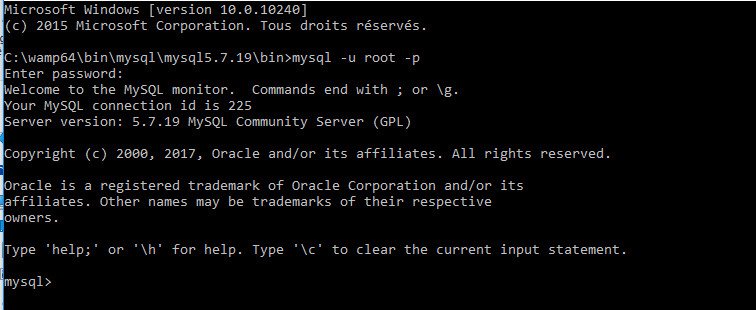 Microsoft Windows [version 10.0.10240]
(c) 2015 Microsoft Corporation. Tous droits réservés.
C:\wamp64\bin\mysql\mysql5.7.19\bin>mysql -u root -p
Enter password:
Welcome to the MySQL monitor.  Commands end with ; or \g.
Your MySQL connection id is 225
Server version: 5.7.19 MySQL Community Server (GPL)
Copyright (c) 2000, 2017, Oracle and/or its affiliates. All rights reserved.
Oracle is a registered trademark of Oracle Corporation and/or its
affiliates. Other names may be trademarks of their respective
owners.
Type 'help;' or '\h' for help. Type '\c' to clear the current input statement.
mysql>